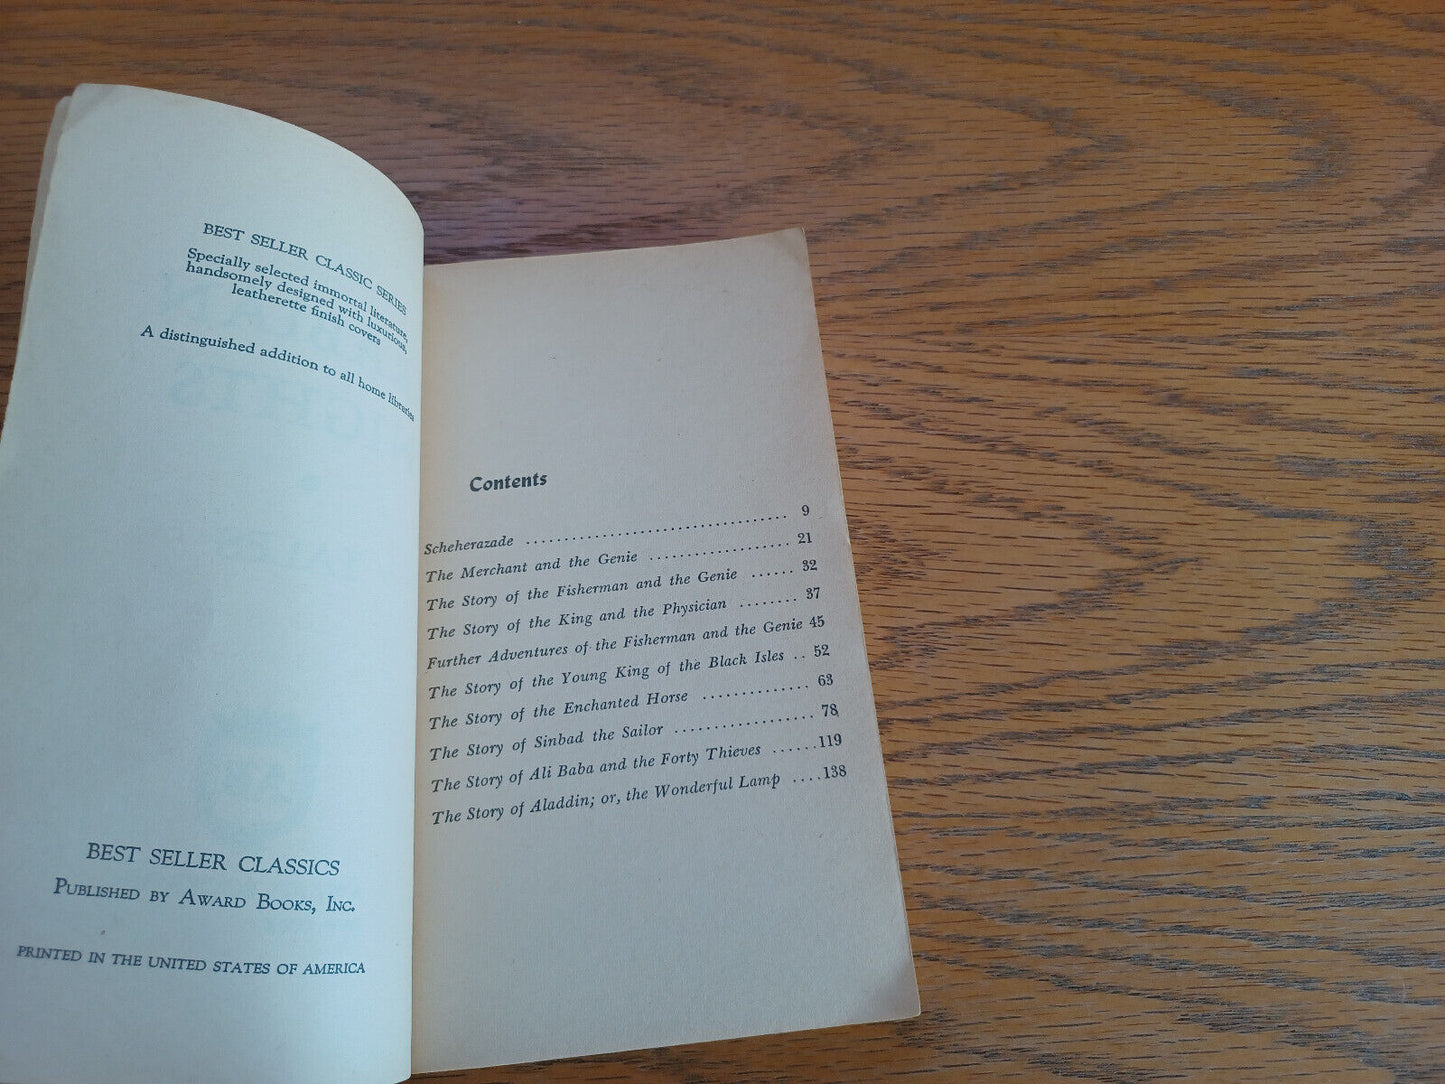 BEST SELLER CLASSIC SERIES
Specially selected immortal literature,
handsomely designed with luxurious,
leatherette finish covers
A distinguished addition to all home libraries
BEST SELLER CLASSICS
PUBLISHED BY AWARD BOOKS, INC.
PRINTED IN THE UNITED STATES OF AMERICA
Contents
Scheherazade .................................... 9
The Merchant and the Genie ................... 21
The Story of the Fisherman and the Genie ...... 32
The Story of the King and the Physician ........ 37
Further Adventures of the Fisherman and the Genie 45
The Story of the Young King of the Black Isles .. 52
The Story of the Enchanted Horse .............. 63
The Story of Sinbad the Sailor .................. 78
The Story of Ali Baba and the Forty Thieves ......119
The Story of Aladdin; or, the Wonderful Lamp ....138